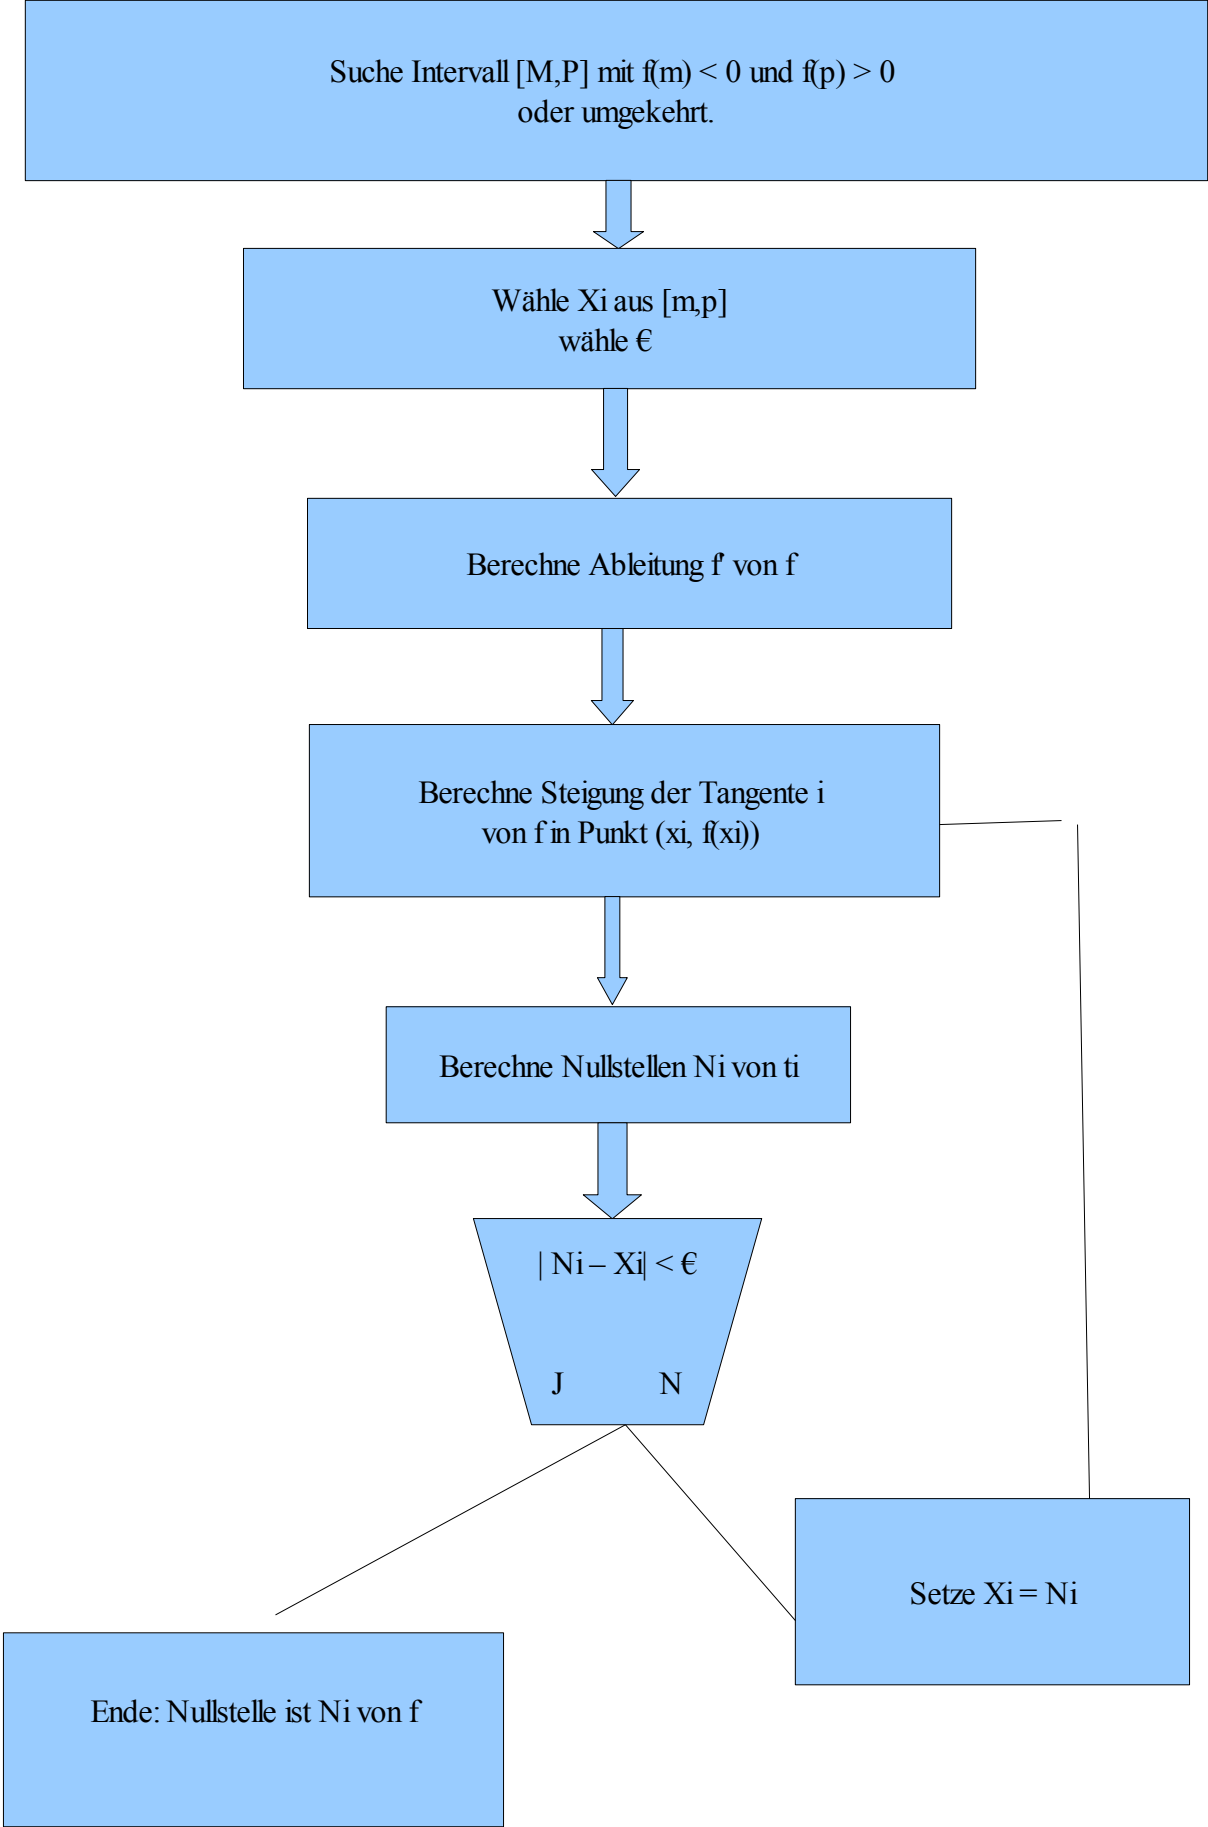 Suche Intervall [M,P] mit f(m) < 0 und f(p) > 0
oder umgekehrt.
Wähle Xi aus [m,p]
wähle €
Berechne Ableitung f' von f
Berechne Steigung der Tangente i
von f in Punkt (xi, f(xi))
Berechne Nullstellen Ni von ti
| Ni – Xi| < €
J N
Setze Xi = Ni
Ende: Nullstelle ist Ni von f